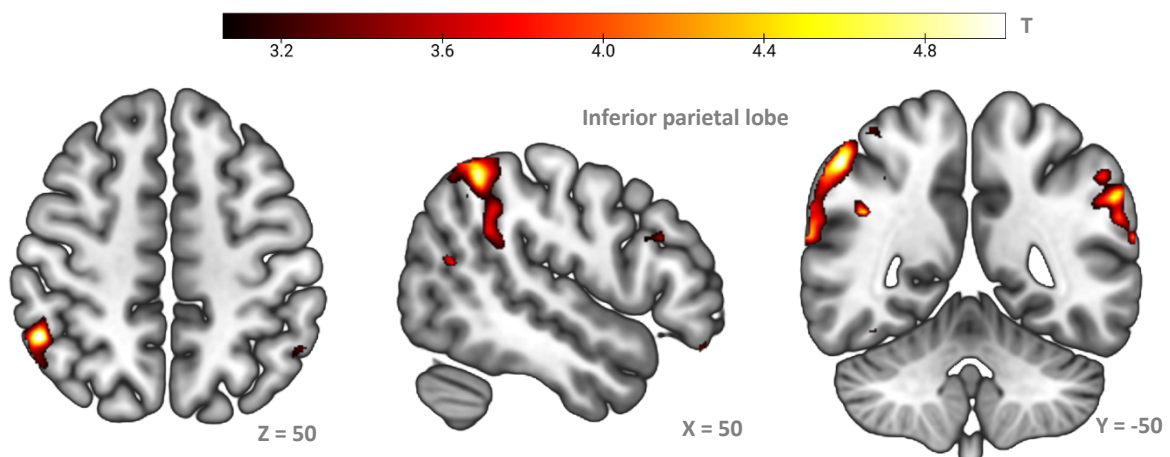 T
3.2 3.6 4.0 4.4 4.8
Inferior parietal lobe
Z = 50
X = 50
Y = -50